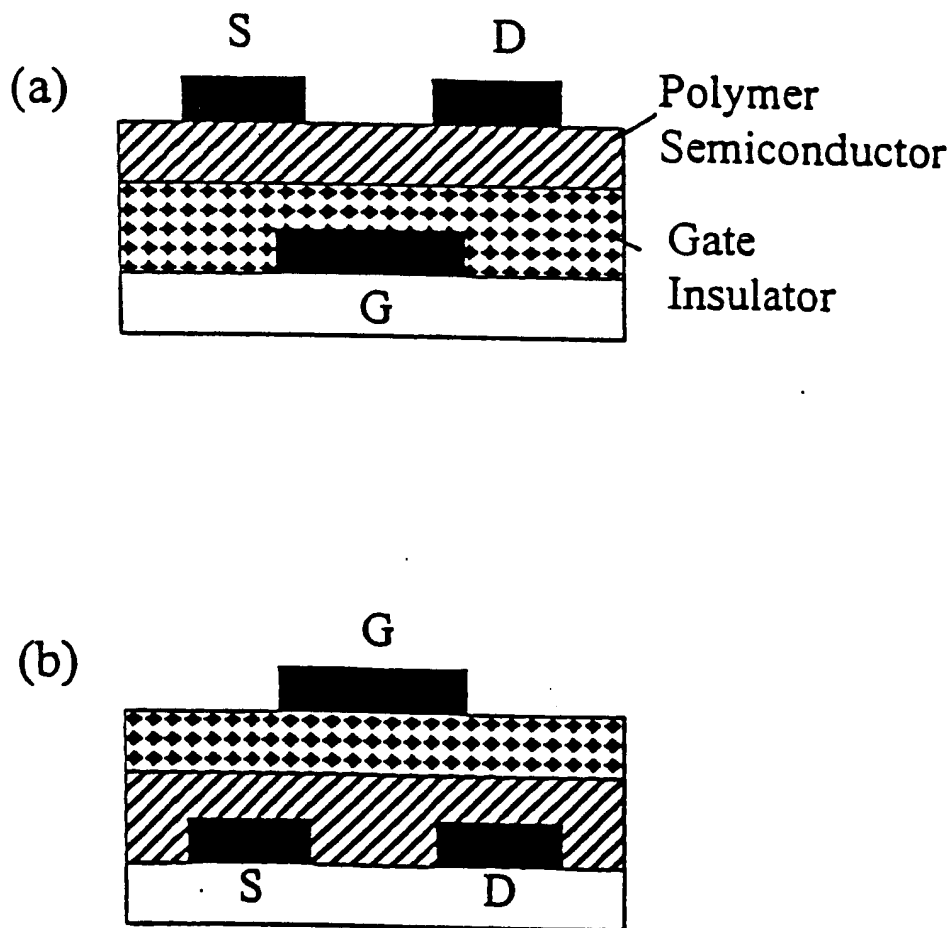 S D
(a)
Polymer
Semiconductor
Gate
Insulator
G
G
(b)
S D